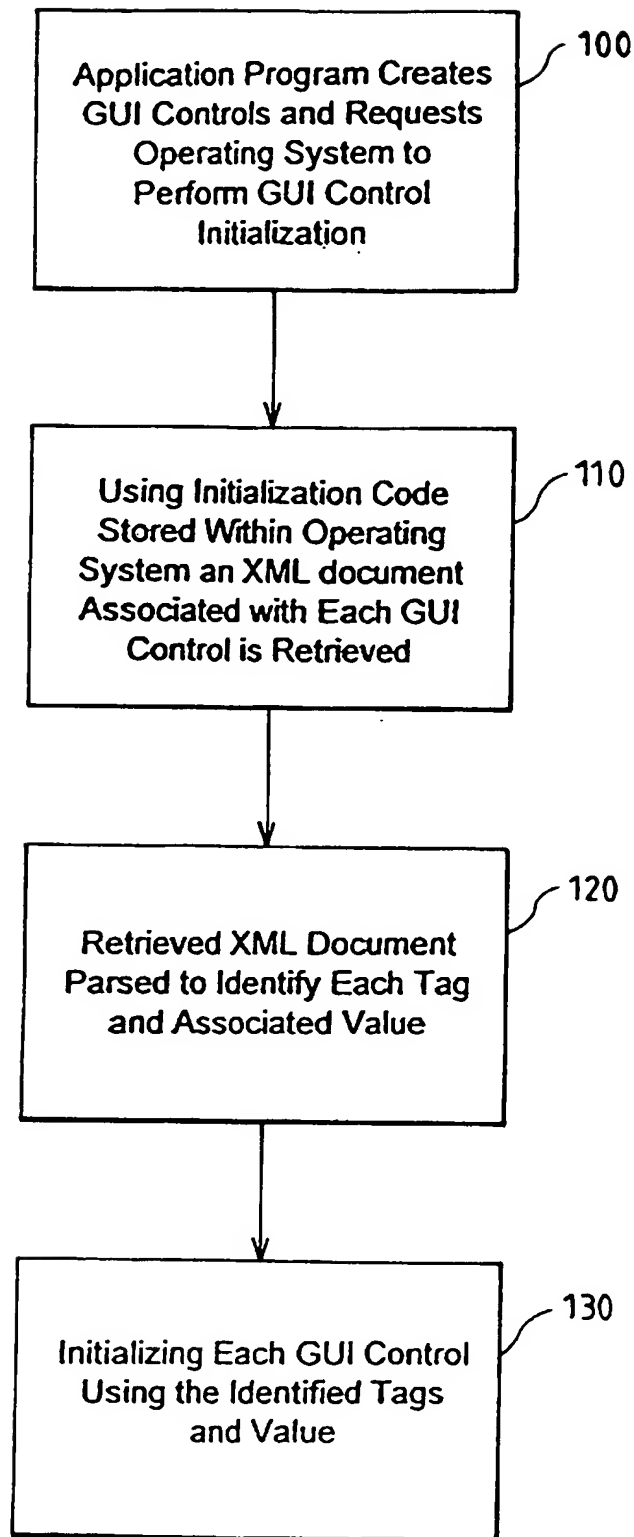 100
Application Program Creates
GUI Controls and Requests
Operating System to
Perform GUI Control
Initialization
110
Using Initialization Code
Stored Within Operating
System an XML document
Associated with Each GUI
Control is Retrieved
120
Retrieved XML Document
Parsed to Identify Each Tag
and Associated Value
130
Initializing Each GUI Control
Using the Identified Tags
and Value